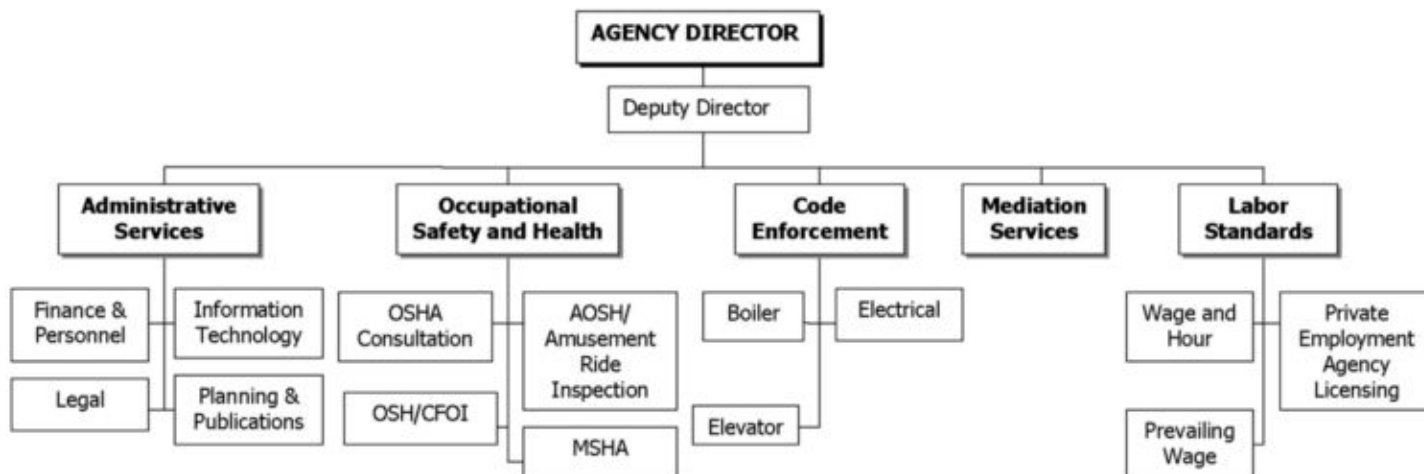 AGENCY DIRECTOR
Deputy Director
Administrative
Services
Occupational
Safety and Health
Code
Enforcement
Mediation
Services
Labor
Standards
Finance &
Personnel
Information
Technology
Legal
Planning &
Publications
OSHA
Consultation
AOSH/
Amusement
Ride
Inspection
OSH/CFOI
MSHA
Boiler
Electrical
Elevator
Wage and
Hour
Private
Employment
Agency
Licensing
Prevailing
Wage